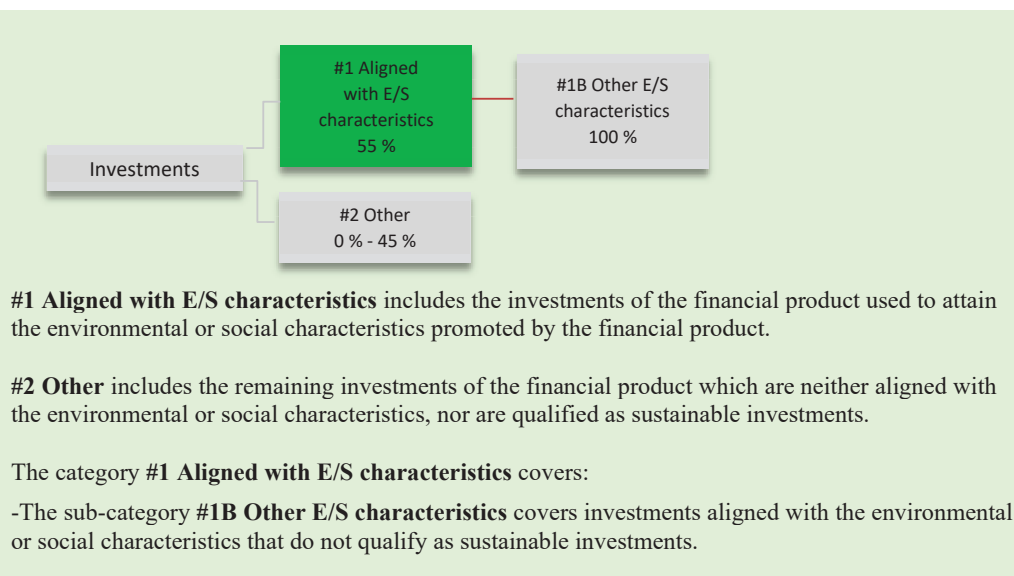 #1 Aligned
with E/S
characteristics
55 %
#1B Other E/S
characteristics
100 %
Investments
#2 Other
0 % - 45 %
#1 Aligned with E/S characteristics includes the investments of the financial product used to attain
the environmental or social characteristics promoted by the financial product.
#2 Other includes the remaining investments of the financial product which are neither aligned with
the environmental or social characteristics, nor are qualified as sustainable investments.
The category #1 Aligned with E/S characteristics covers:
-The sub-category #1B Other E/S characteristics covers investments aligned with the environmental
or social characteristics that do not qualify as sustainable investments.